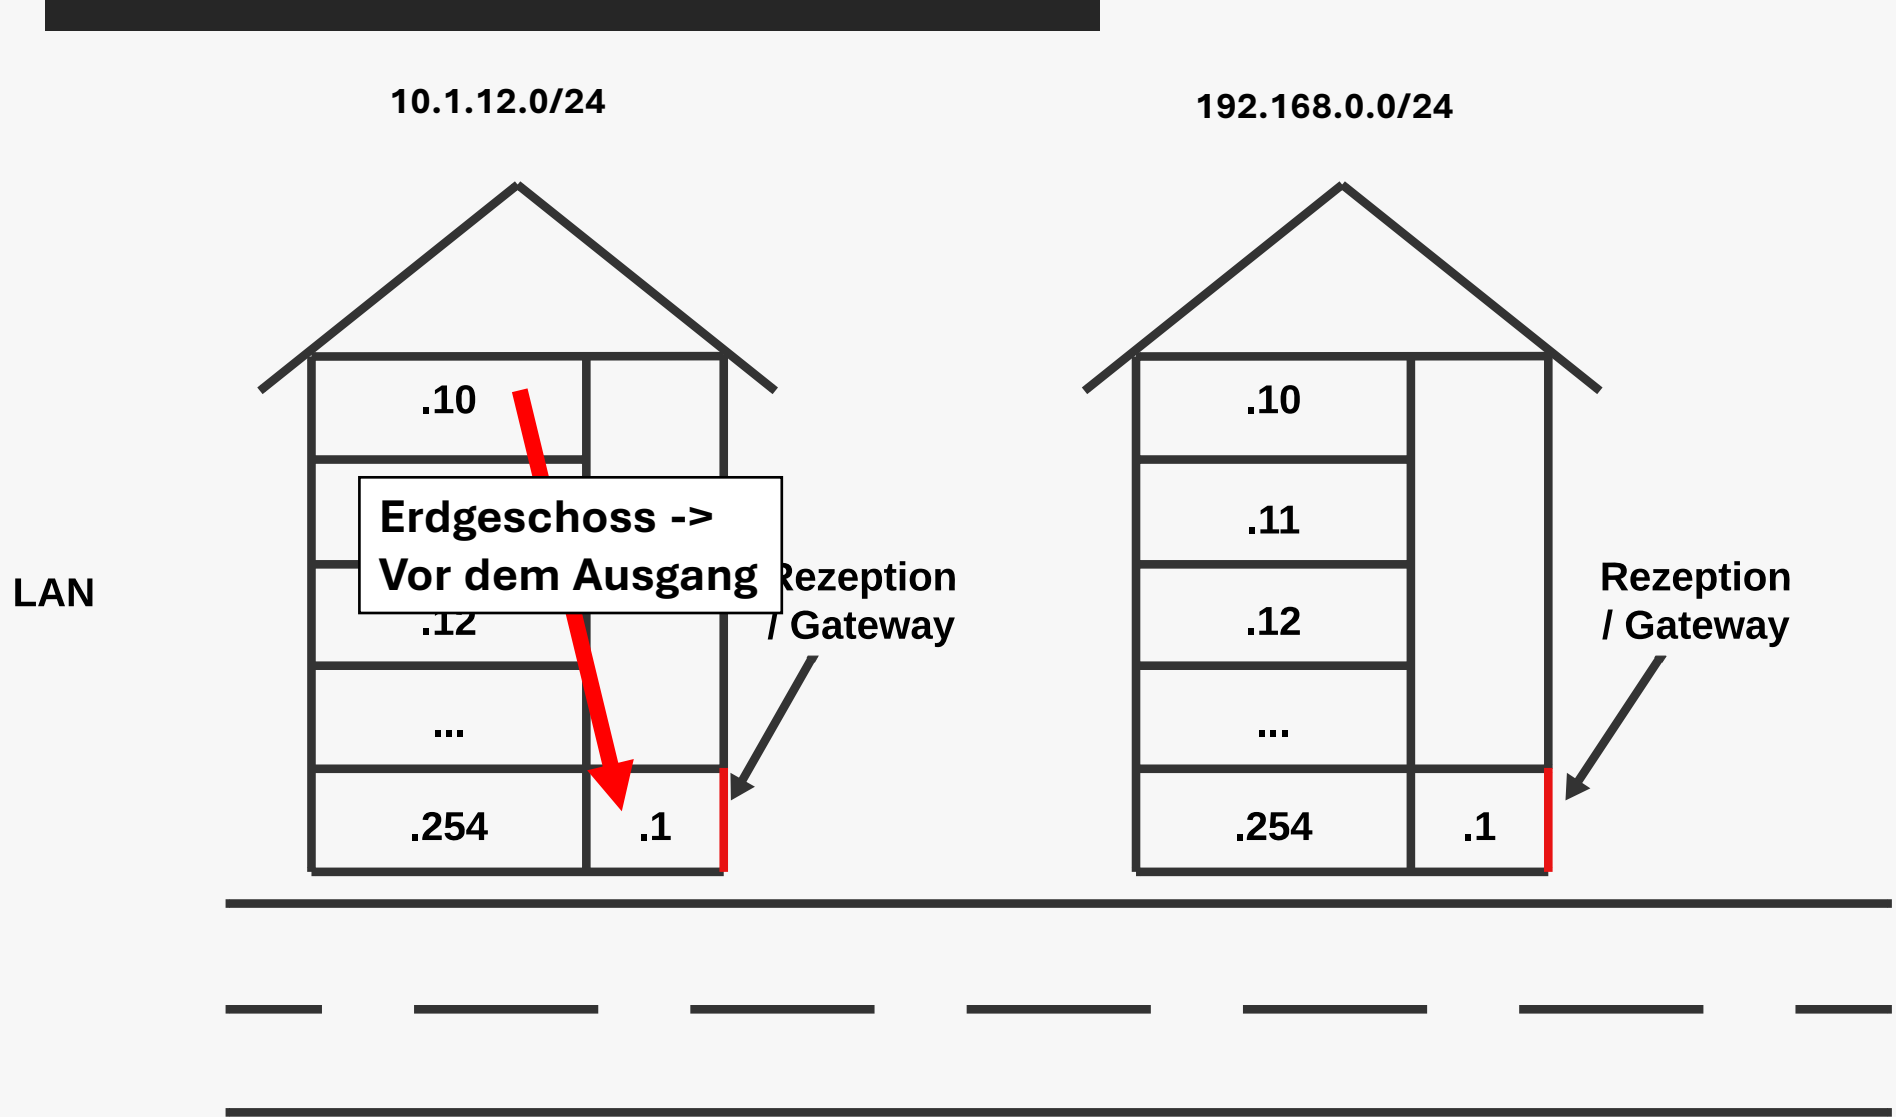 10.1.12.0/24
192.168.0.0/24
.10
Erdgeschoss ->
Vor dem Ausgang
.12
...
.254
.1
Rezeption
/ Gateway
LAN
.10
.11
.12
...
.254
.1
Rezeption
/ Gateway